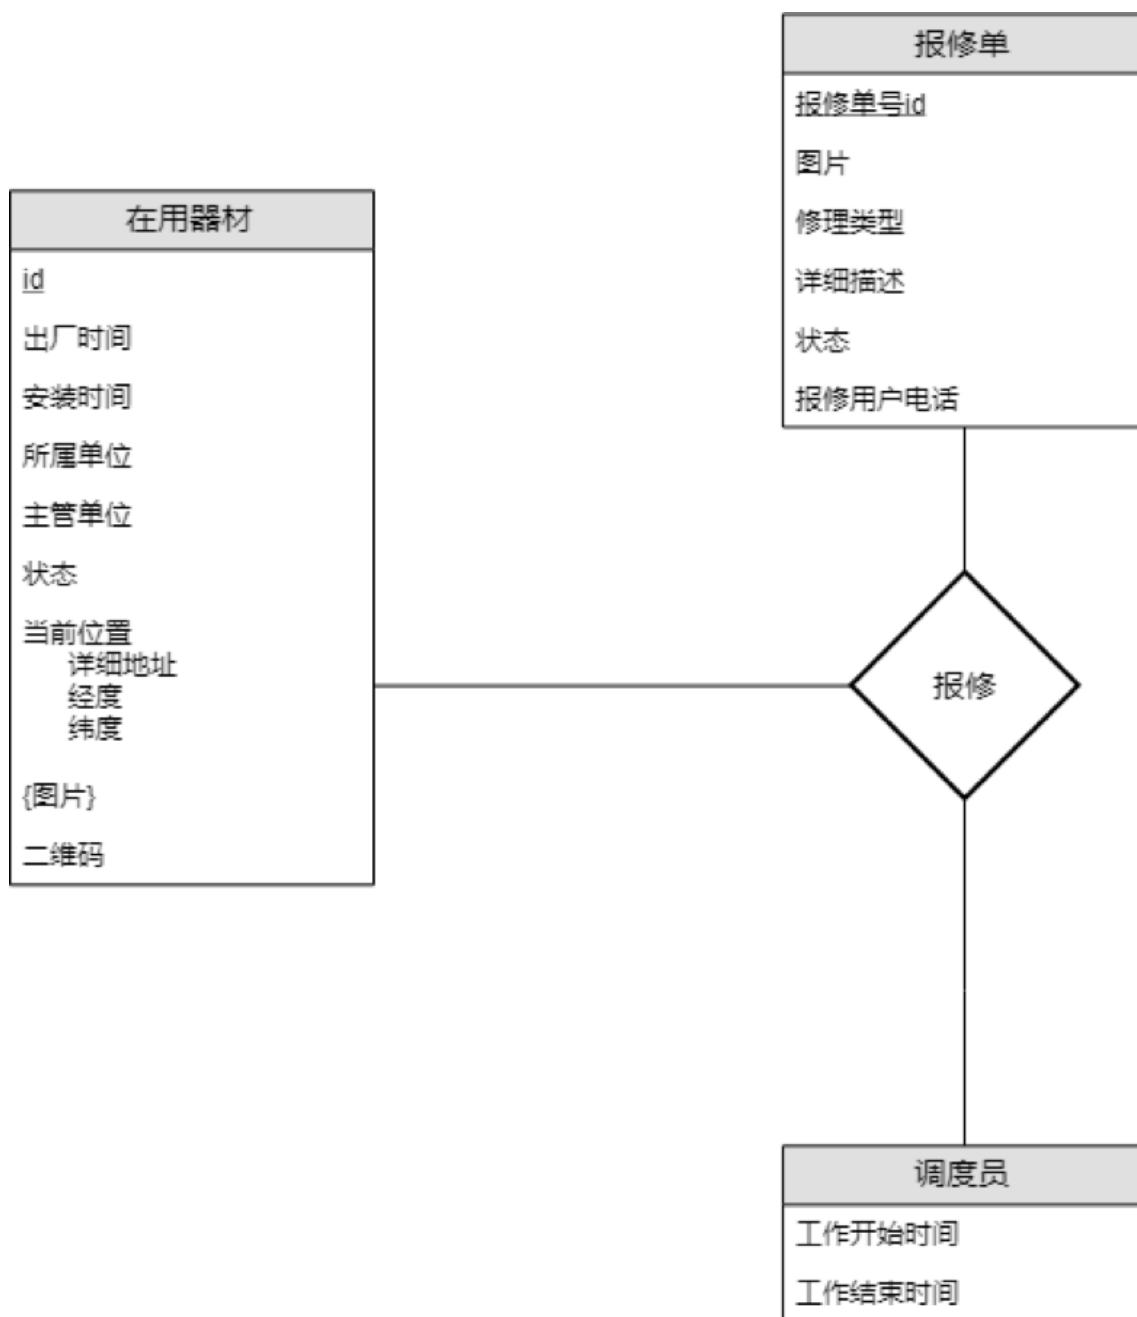 报修单
报修单号id
图片
修理类型
详细描述
状态
报修用户电话
在用器材
id
出厂时间
安装时间
所属单位
主管单位
状态
当前位置
详细地址
经度
纬度
{图片}
二维码
报修
调度员
工作开始时间
工作结束时间